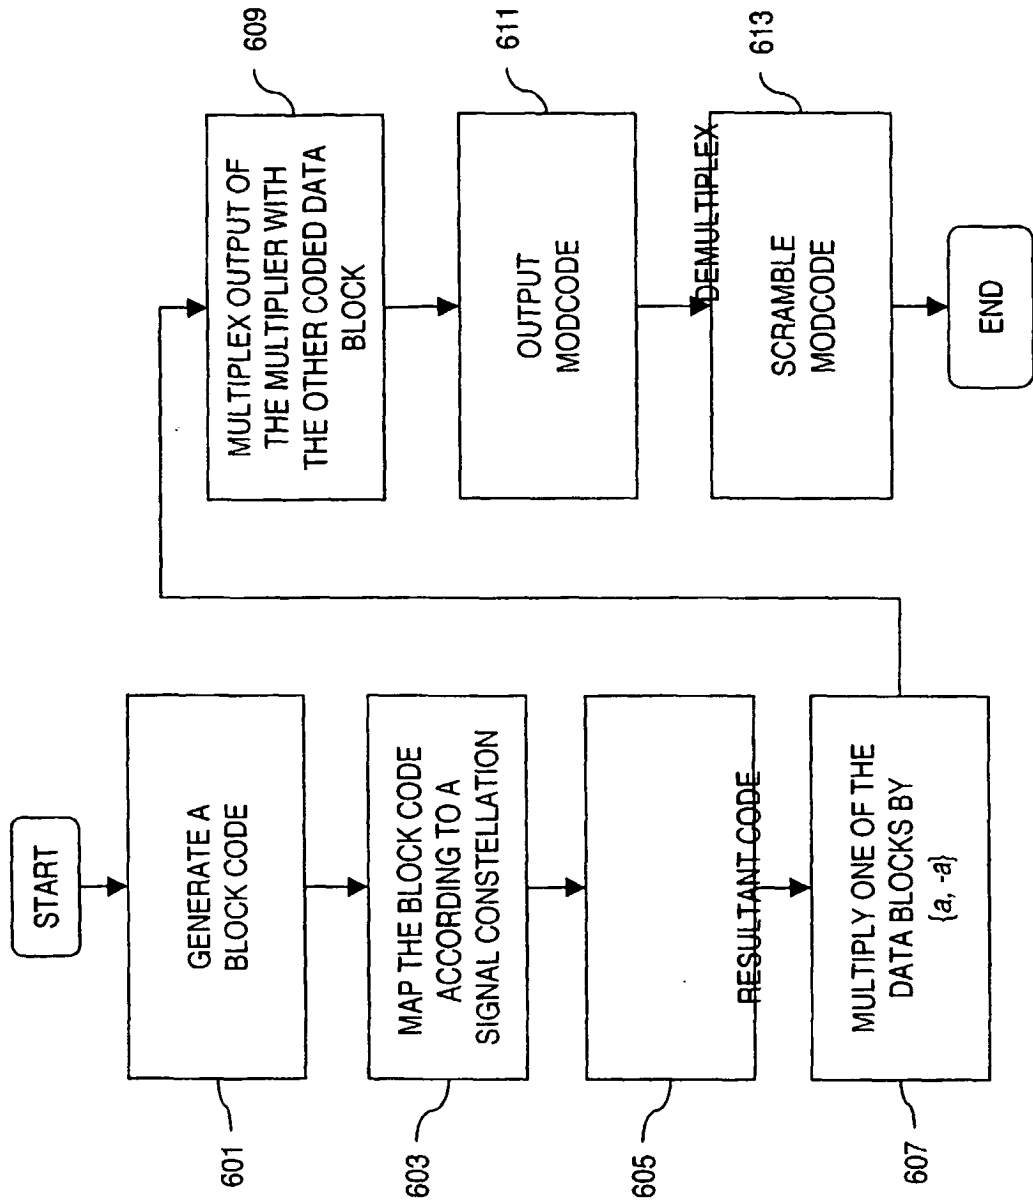 START
GENERATE A
BLOCK CODE
601
MAP THE BLOCK CODE
ACCORDING TO A
SIGNAL CONSTELLATION
603
RESULTANT CODE
605
MULTIPLY ONE OF THE
DATA BLOCKS BY
{a, -a}
607
MULTIPLEX OUTPUT OF
THE MULTIPLIER WITH
THE OTHER CODED DATA
BLOCK
609
OUTPUT
MODCODE
611
DEMULTIPLEX
SCRAMBLE
MODCODE
613
END